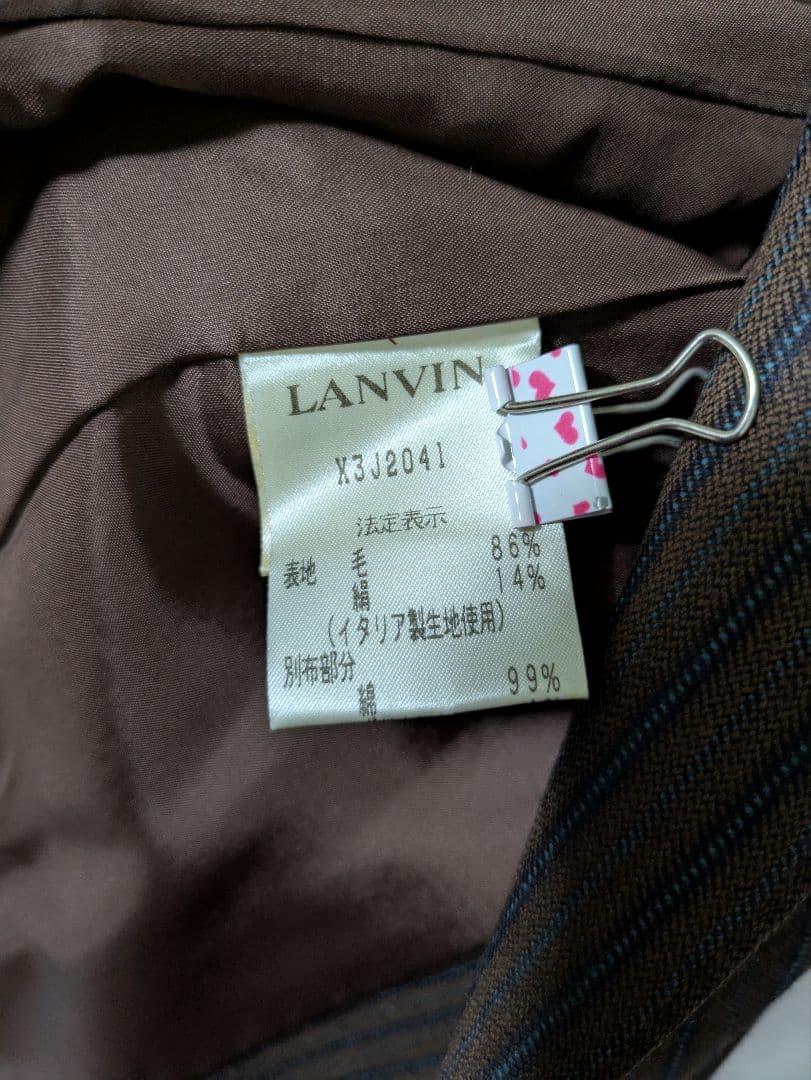 LANVIN
X3J2041
法定表示
表地 毛 86%
絹 14%
(イタリア製生地使用)
別布部分
綿 99%